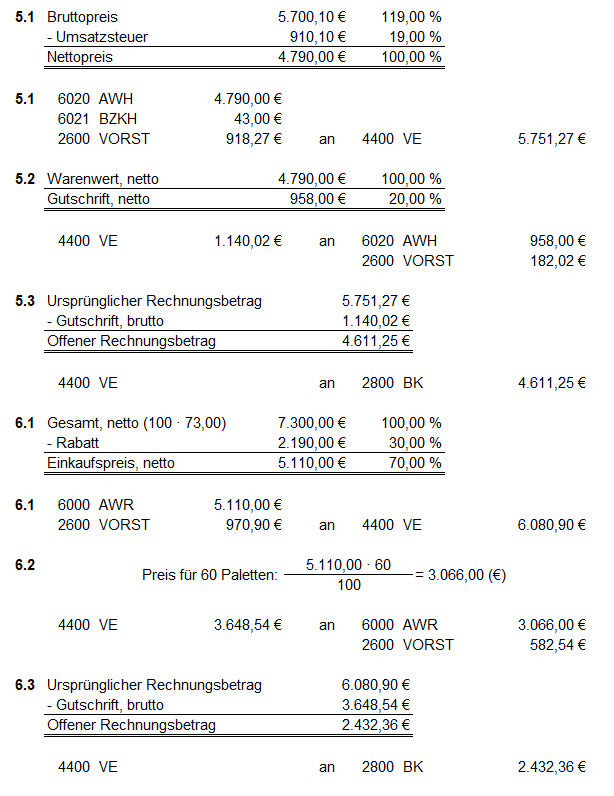 5.1 Bruttopreis 5.700,10 € 119,00 %
- Umsatzsteuer 910,10 € 19,00 %
Nettopreis 4.790,00 € 100,00 %
5.1 6020 AWH 4.790,00 €
6021 BZKH 43,00 €
2600 VORST 918,27 € an 4400 VE 5.751,27 €
5.2 Warenwert, netto 4.790,00 € 100,00 %
Gutschrift, netto 958,00 € 20,00 %
4400 VE 1.140,02 € an 6020 AWH 958,00 €
2600 VORST 182,02 €
5.3 Ursprünglicher Rechnungsbetrag 5.751,27 €
- Gutschrift, brutto 1.140,02 €
Offener Rechnungsbetrag 4.611,25 €
4400 VE an 2800 BK 4.611,25 €
6.1 Gesamt, netto (100 · 73,00) 7.300,00 € 100,00 %
- Rabatt 2.190,00 € 30,00 %
Einkaufspreis, netto 5.110,00 € 70,00 %
6.1 6000 AWR 5.110,00 €
2600 VORST 970,90 € an 4400 VE 6.080,90 €
6.2
5.110,00 · 60
Preis für 60 Paletten: = 3.066,00 (€)
100
4400 VE 3.648,54 € an 6000 AWR 3.066,00 €
2600 VORST 582,54 €
6.3 Ursprünglicher Rechnungsbetrag 6.080,90 €
- Gutschrift, brutto 3.648,54 €
Offener Rechnungsbetrag 2.432,36 €
4400 VE an 2800 BK 2.432,36 €